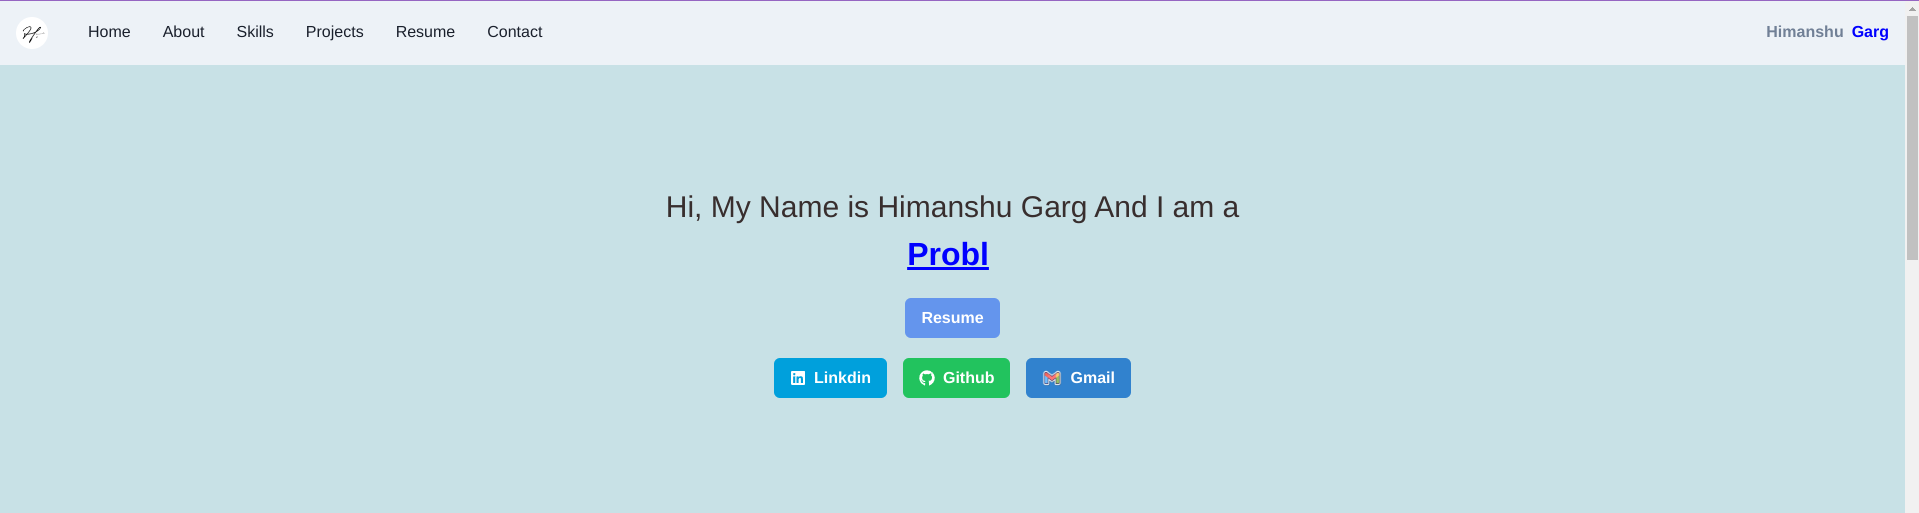 Home About Skills Projects Resume Contact Himanshu Garg
Hi, My Name is Himanshu Garg And I am a
Probl
Resume
Linkdin Github Gmail